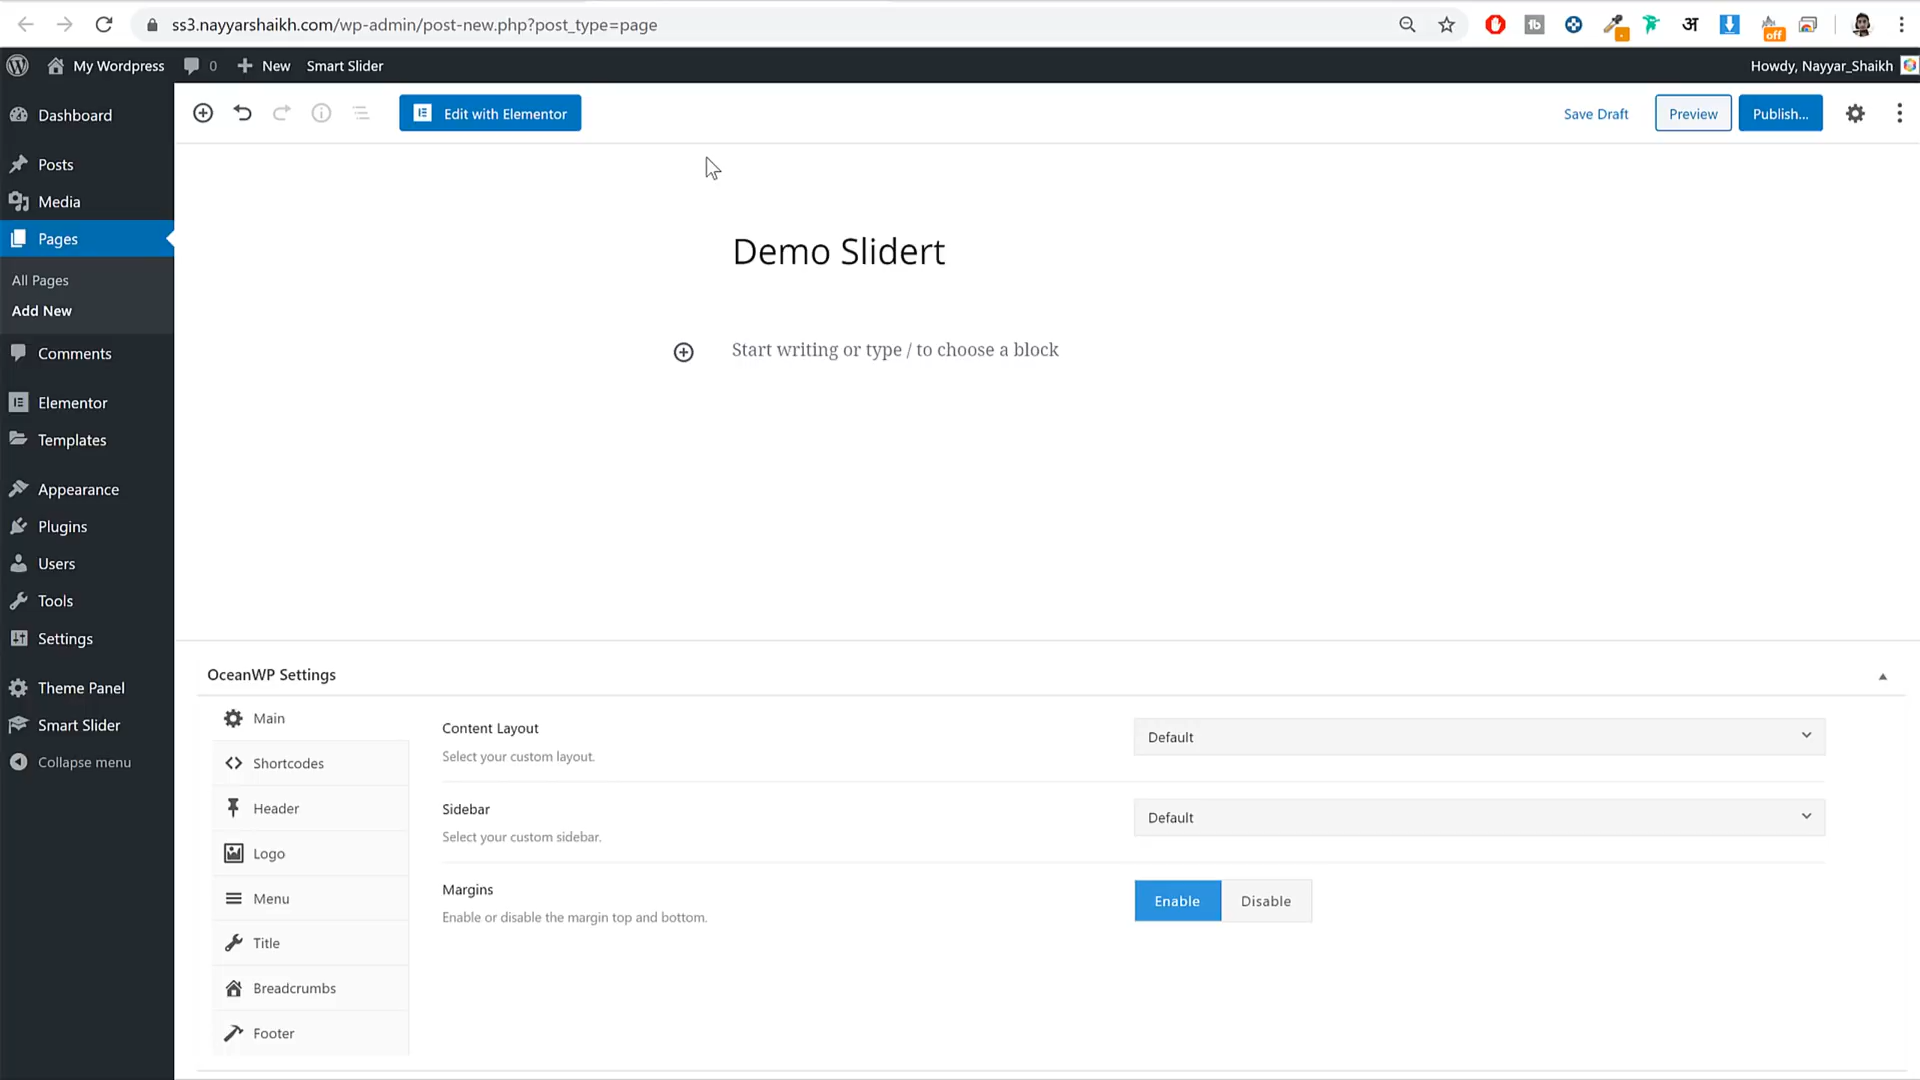 ss3.nayyarshaikh.com/wp-admin/post-new.php?post_type=page
1b
अ
off
My Wordpress
0
New
Smart Slider
Howdy, Nayyar_Shaikh
Dashboard
Posts
Media
Pages
All Pages
Add New
Comments
Elementor
Templates
Appearance
Plugins
Users
Tools
Settings
Theme Panel
Smart Slider
Collapse menu
Edit with Elementor
Save Draft
Preview
Publish...
Demo Slidert
Start writing or type / to choose a block
OceanWP Settings
Main
Shortcodes
Header
Logo
Menu
Title
Breadcrumbs
Footer
Content Layout
Select your custom layout.
Default
Sidebar
Select your custom sidebar.
Default
Margins
Enable or disable the margin top and bottom.
Enable
Disable